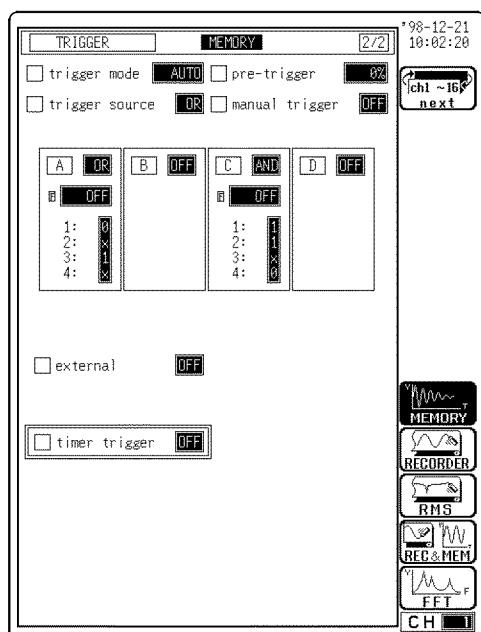 '98-12-21
10:02:20
TRIGGER MEMORY 2/2
trigger mode AUTO pre-trigger 0%
trigger source OR manual trigger OFF
ch1 ~16
next
A OR B OFF C AND D OFF
OFF OFF
1: 0 1: 1
2: x 2: 1
3: 1 3: x
4: x 4: 0
external OFF
timer trigger OFF
Y T
MEMORY
RECORDER
RMS
REC&MEM
Y F
FFT
CH 1